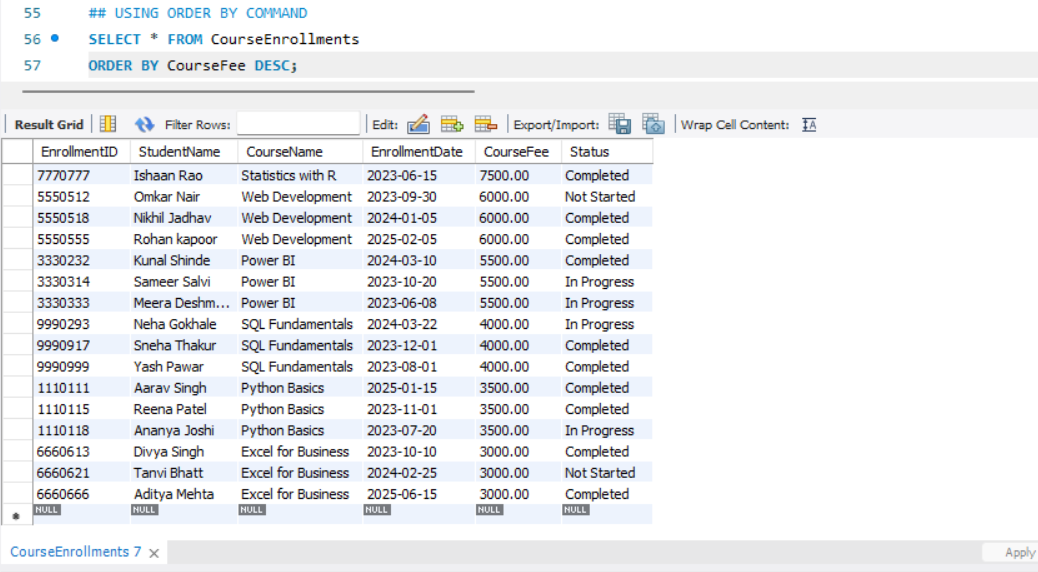 55 ## USING ORDER BY COMMAND
56 SELECT * FROM CourseEnrollments
57 ORDER BY CourseFee DESC;
Result Grid Filter Rows: Edit: Export/Import: Wrap Cell Content: IA
EnrollmentID StudentName CourseName EnrollmentDate CourseFee Status
7770777 Ishaan Rao Statistics with R 2023-06-15 7500.00 Completed
5550512 Omkar Nair Web Development 2023-09-30 6000.00 Not Started
5550518 Nikhil Jadhav Web Development 2024-01-05 6000.00 Completed
5550555 Rohan kapoor Web Development 2025-02-05 6000.00 Completed
3330232 Kunal Shinde Power BI 2024-03-10 5500.00 Completed
3330314 Sameer Salvi Power BI 2023-10-20 5500.00 In Progress
3330333 Meera Deshm... Power BI 2023-06-08 5500.00 In Progress
9990293 Neha Gokhale SQL Fundamentals 2024-03-22 4000.00 In Progress
9990917 Sneha Thakur SQL Fundamentals 2023-12-01 4000.00 Completed
9990999 Yash Pawar SQL Fundamentals 2023-08-01 4000.00 Completed
1110111 Aarav Singh Python Basics 2025-01-15 3500.00 Completed
1110115 Reena Patel Python Basics 2023-11-01 3500.00 Completed
1110118 Ananya Joshi Python Basics 2023-07-20 3500.00 In Progress
6660613 Divya Singh Excel for Business 2023-10-10 3000.00 Completed
6660621 Tanvi Bhatt Excel for Business 2024-02-25 3000.00 Not Started
6660666 Aditya Mehta Excel for Business 2025-06-15 3000.00 Completed
NULL NULL NULL NULL NULL NULL
CourseEnrollments 7 × Apply